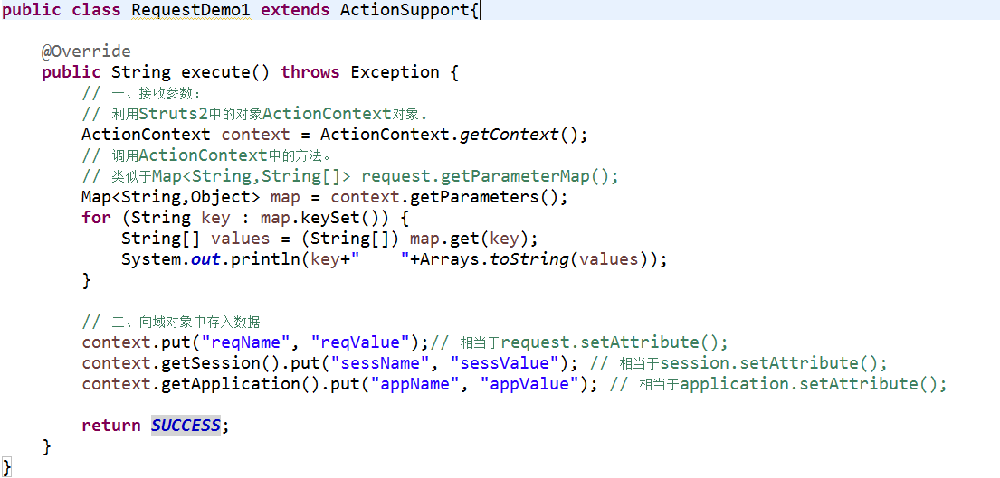 public class RequestDemo1 extends ActionSupport{
@Override
public String execute() throws Exception {
// 一、接收参数:
// 利用Struts2中的对象ActionContext对象.
ActionContext context = ActionContext.getContext();
// 调用ActionContext中的方法。
// 类似于Map<String,String[]> request.getParameterMap();
Map<String,Object> map = context.getParameters();
for (String key : map.keySet()) {
String[] values = (String[]) map.get(key);
System.out.println(key+"    "+Arrays.toString(values));
}
// 二、向域对象中存入数据
context.put("reqName", "reqValue");// 相当于request.setAttribute();
context.getSession().put("sessName", "sessValue"); // 相当于session.setAttribute();
context.getApplication().put("appName", "appValue"); // 相当于application.setAttribute();
return SUCCESS;
}
}